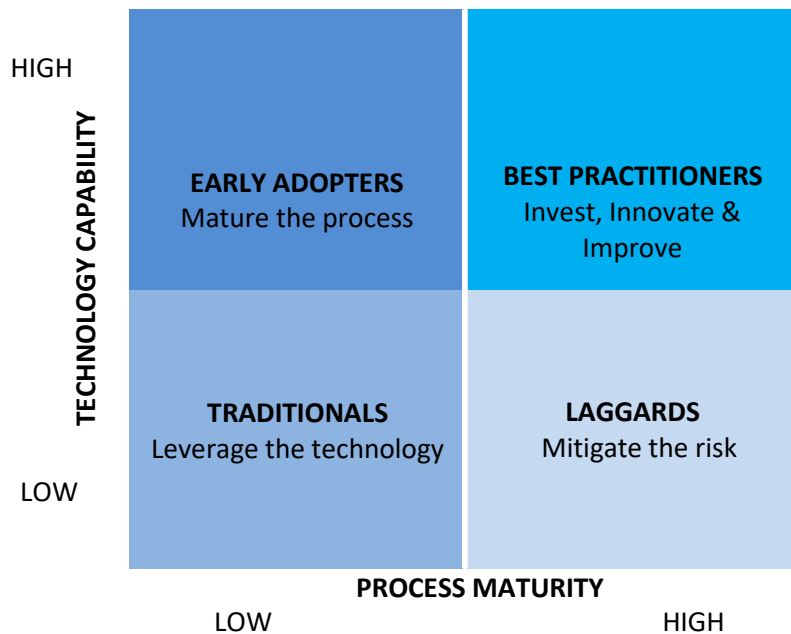 HIGH
TECHNOLOGY CAPABILITY
EARLY ADOPTERS
Mature the process
BEST PRACTITIONERS
Invest, Innovate &
Improve
TRADITIONALS
Leverage the technology
LAGGARDS
Mitigate the risk
LOW
PROCESS MATURITY
LOW
HIGH